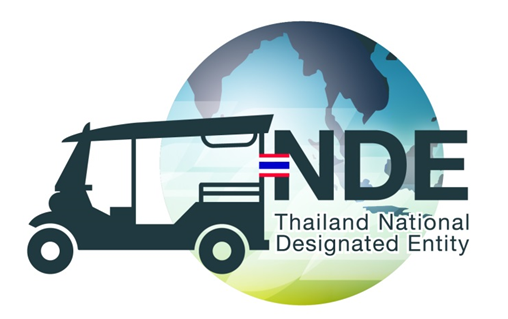 NDE
Thailand National
Designated Entity